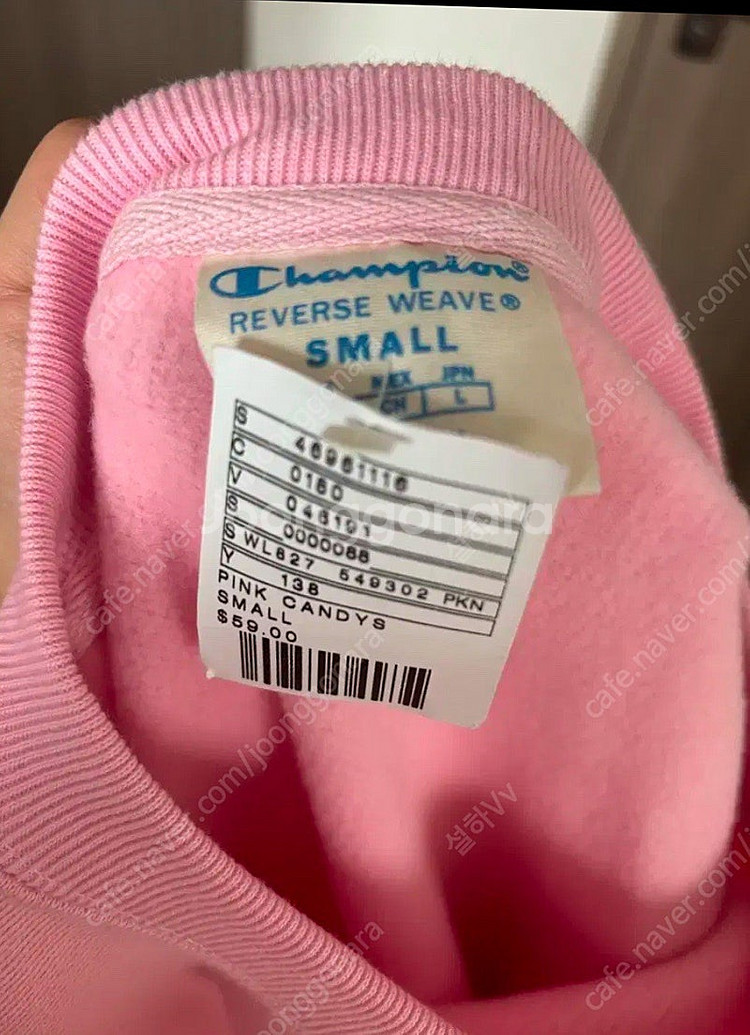 Champion®
REVERSE WEAVE®
SMALL
MEX JPN
CN L
S 46961116
C 0160
V 046191
S 0000088
S WL827 549302 PKN
Y 138
PINK CANDYS
SMALL
$59.00
joonggonara
cafe.naver.com/joonggonara
설하Vv